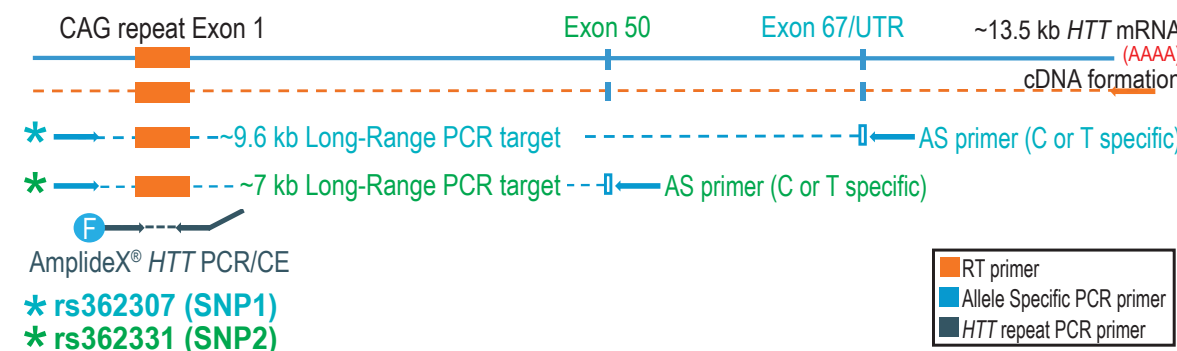 CAG repeat Exon 1 Exon 50 Exon 67/UTR ~13.5 kb HTT mRNA
(AAAA)
cDNA formation
* ~9.6 kb Long-Range PCR target AS primer (C or T specific)
* ~7 kb Long-Range PCR target AS primer (C or T specific)
F
AmplideX® HTT PCR/CE
* rs362307 (SNP1)
* rs362331 (SNP2)
RT primer
Allele Specific PCR primer
HTT repeat PCR primer